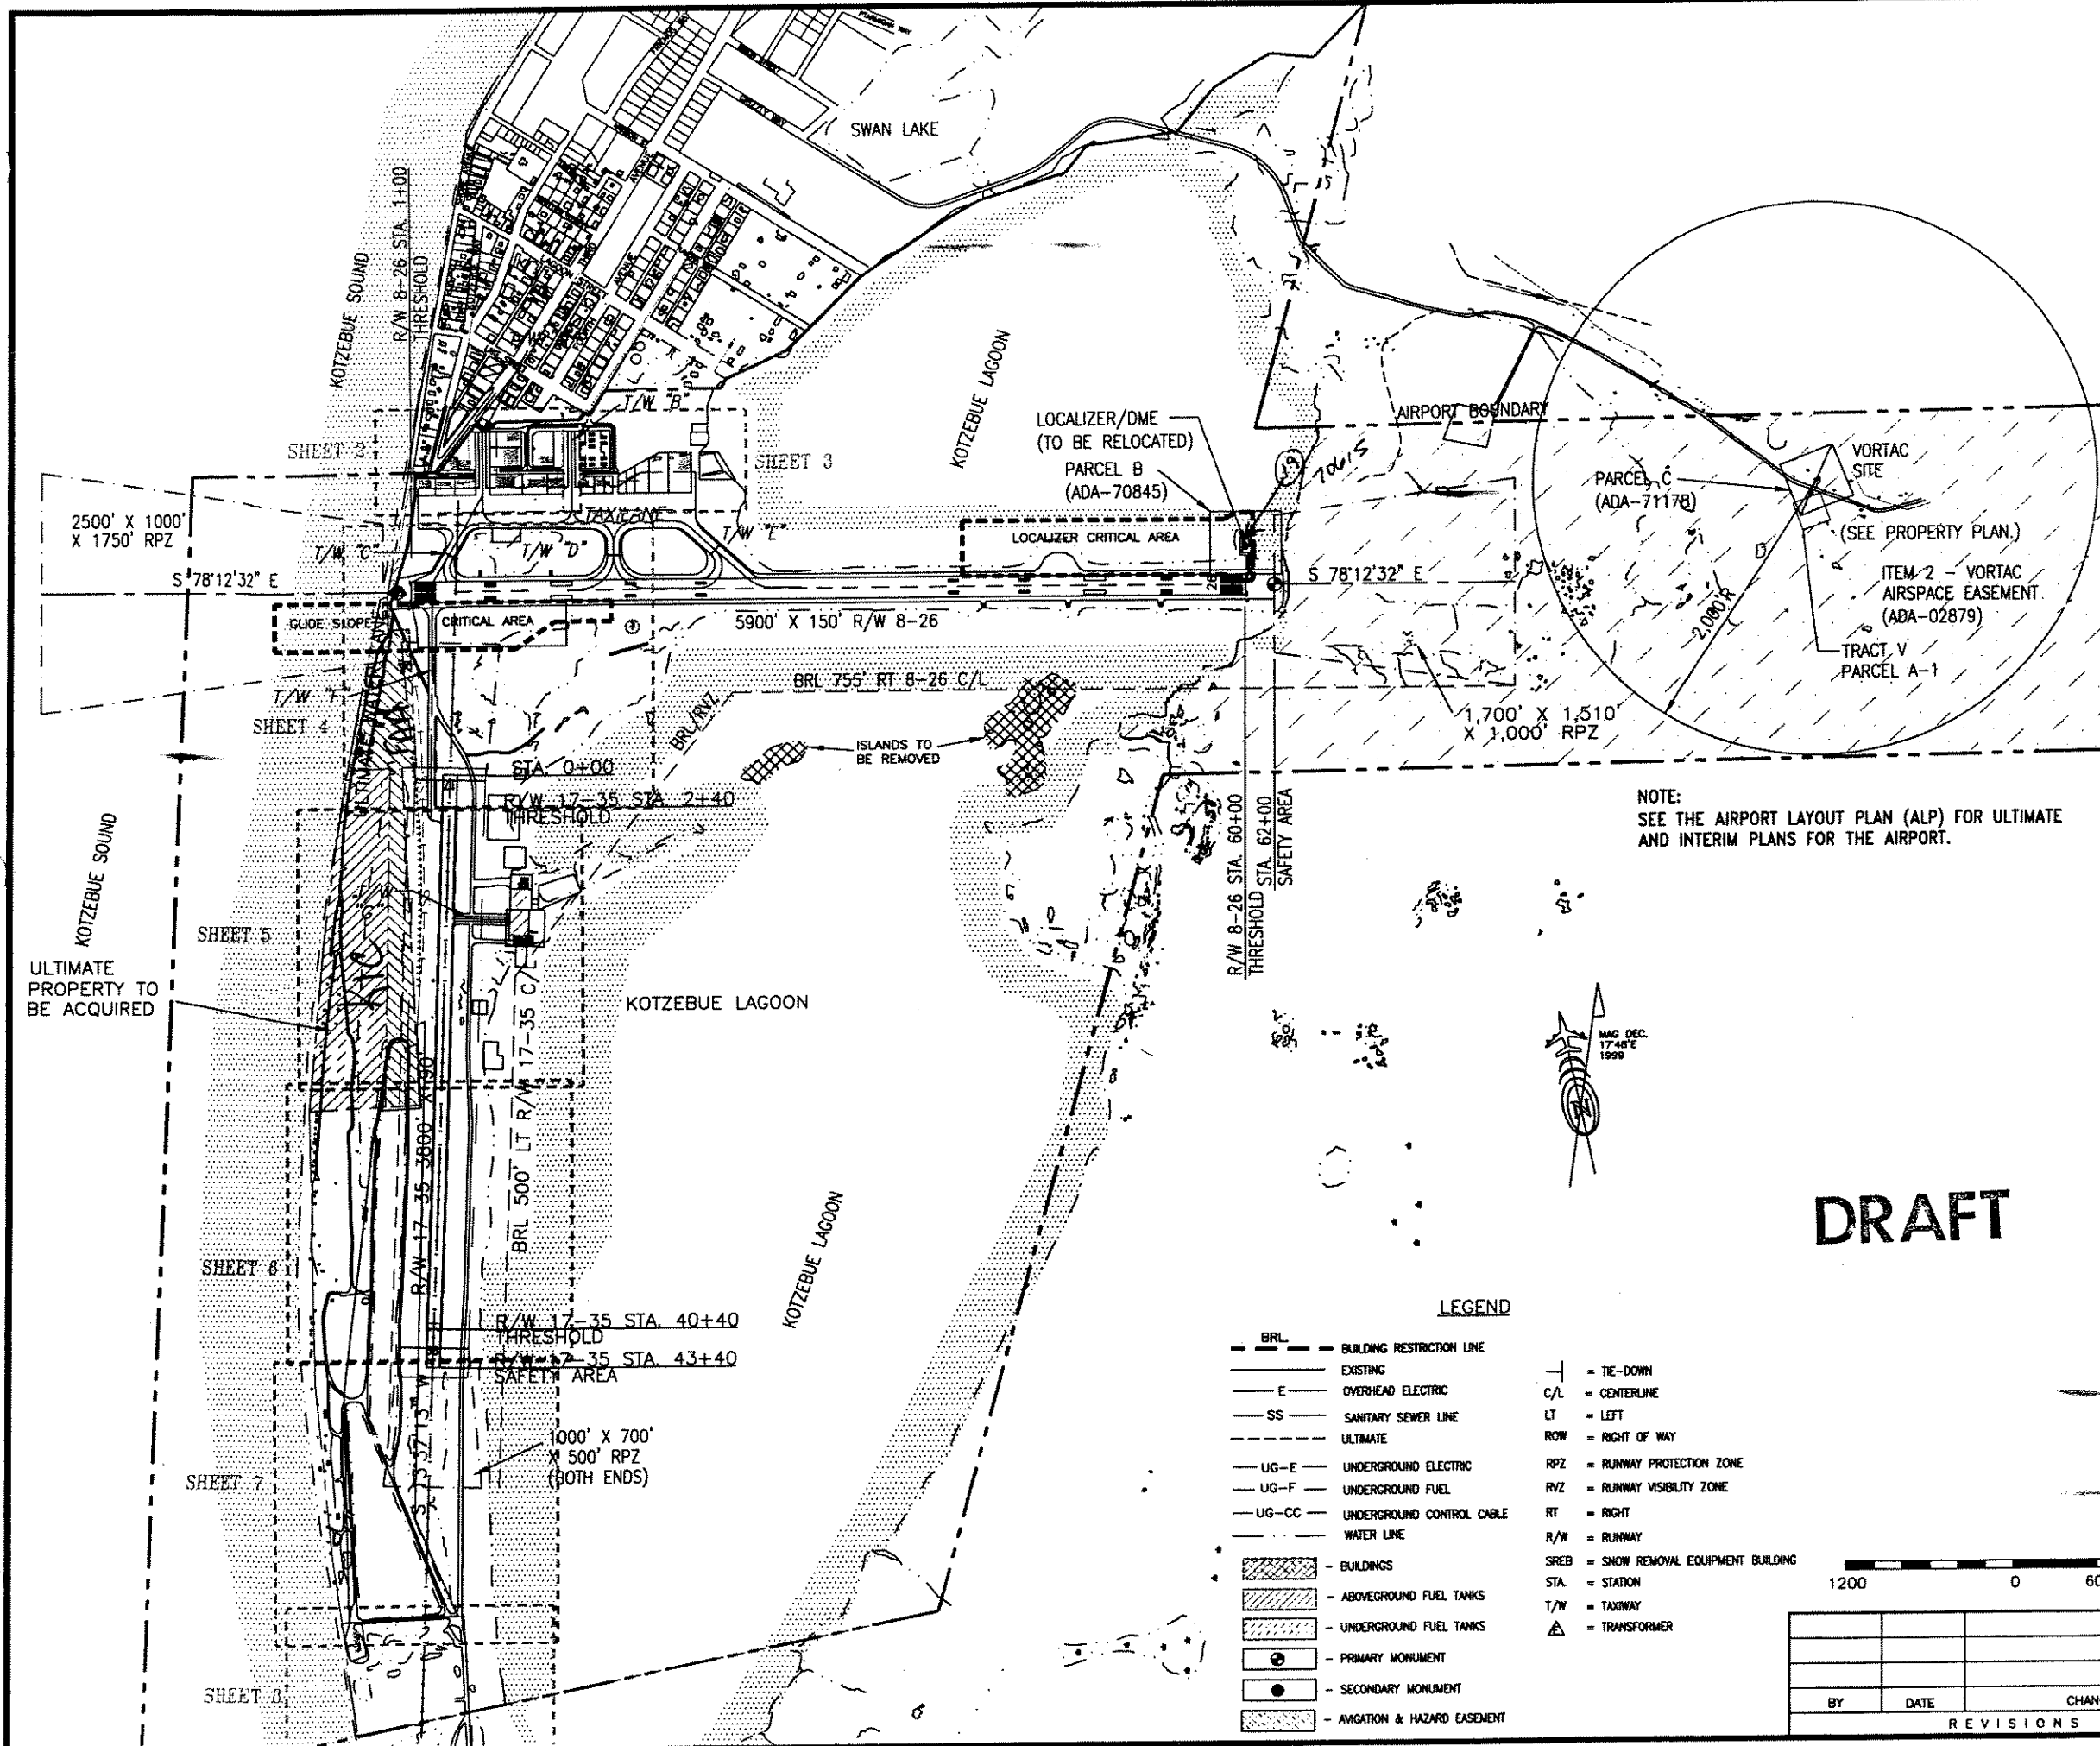 SWAN LAKE
GRIZZLY WAY
KOTZEBUE SOUND
R/W 8-26 STA. 1+00
THRESHOLD
KOTZEBUE LAGOON
T/W "B"
SHEET 2
SHEET 3
LOCALIZER/DME
(TO BE RELOCATED)
PARCEL B
(ADA-70845)
19
70615
AIRPORT BOUNDARY
PARCEL C
(ADA-71178)
VORTAC
SITE
(SEE PROPERTY PLAN.)
ITEM 2 - VORTAC
AIRSPACE EASEMENT
(ADA-02879)
TRACT V
PARCEL A-1
2,000'R
2500' X 1000'
X 1750' RPZ
TAXILANE
T/W "C"
T/W "D"
T/W "E"
LOCALIZER CRITICAL AREA
S 78°12'32" E
S 78°12'32" E
26
GLIDE SLOPE
CRITICAL AREA
5900' X 150' R/W 8-26
T/W "F"
BRL 755' RT 8-26 C/L
BRL/RVZ
SHEET 4
1,700' X 1,510'
X 1,000' RPZ
ISLANDS TO
BE REMOVED
STA. 0+00
R/W 17-35 STA. 2+40
THRESHOLD
R/W 8-26 STA. 60+00
THRESHOLD
STA. 62+00
SAFETY AREA
NOTE:
SEE THE AIRPORT LAYOUT PLAN (ALP) FOR ULTIMATE
AND INTERIM PLANS FOR THE AIRPORT.
KOTZEBUE SOUND
SHEET 5
ULTIMATE
PROPERTY TO
BE ACQUIRED
KOTZEBUE LAGOON
BRL 500' LT R/W 17-35 C/L
MAG DEC.
17°48'E
1999
N
SHEET 6
KOTZEBUE LAGOON
DRAFT
R/W 17-35 STA. 40+40
THRESHOLD
R/W 17-35 STA. 43+40
SAFETY AREA
SHEET 7
1000' X 700'
X 500' RPZ
(BOTH ENDS)
SHEET 8
LEGEND
BRL
BUILDING RESTRICTION LINE
EXISTING
E OVERHEAD ELECTRIC
SS SANITARY SEWER LINE
ULTIMATE
UG-E UNDERGROUND ELECTRIC
UG-F UNDERGROUND FUEL
UG-CC UNDERGROUND CONTROL CABLE
WATER LINE
- BUILDINGS
- ABOVEGROUND FUEL TANKS
- UNDERGROUND FUEL TANKS
- PRIMARY MONUMENT
- SECONDARY MONUMENT
- AVIGATION & HAZARD EASEMENT
= TIE-DOWN
C/L = CENTERLINE
LT = LEFT
ROW = RIGHT OF WAY
RPZ = RUNWAY PROTECTION ZONE
RVZ = RUNWAY VISIBILITY ZONE
RT = RIGHT
R/W = RUNWAY
SREB = SNOW REMOVAL EQUIPMENT BUILDING
STA. = STATION
T/W = TAXIWAY
E = TRANSFORMER
1200 0 60
BY DATE CHAN
REVISIONS